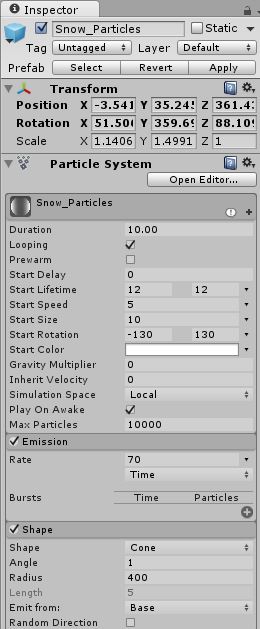 Inspector
Snow_Particles Static
Tag Untagged Layer Default
Prefab Select Revert Apply
Transform
Position X -3.541 Y 35.245 Z
Rotation X 51.500 Y 359.69 Z 88.109
Scale X 1.1406 Y 1.4991 Z 1
Particle System
Open Editor...
Snow_Particles
Duration 10.00
Looping
Prewarm
Start Delay 0
Start Lifetime 12 12
Start Speed 5
Start Size 10
Start Rotation -130 130
Start Color
Gravity Multiplier 0
Inherit Velocity 0
Simulation Space Local
Play On Awake
Max Particles 10000
Emission
Rate 70
Time
Bursts Time Particles
Shape
Shape Cone
Angle 1
Radius 400
Length 5
Emit from: Base
Random Direction